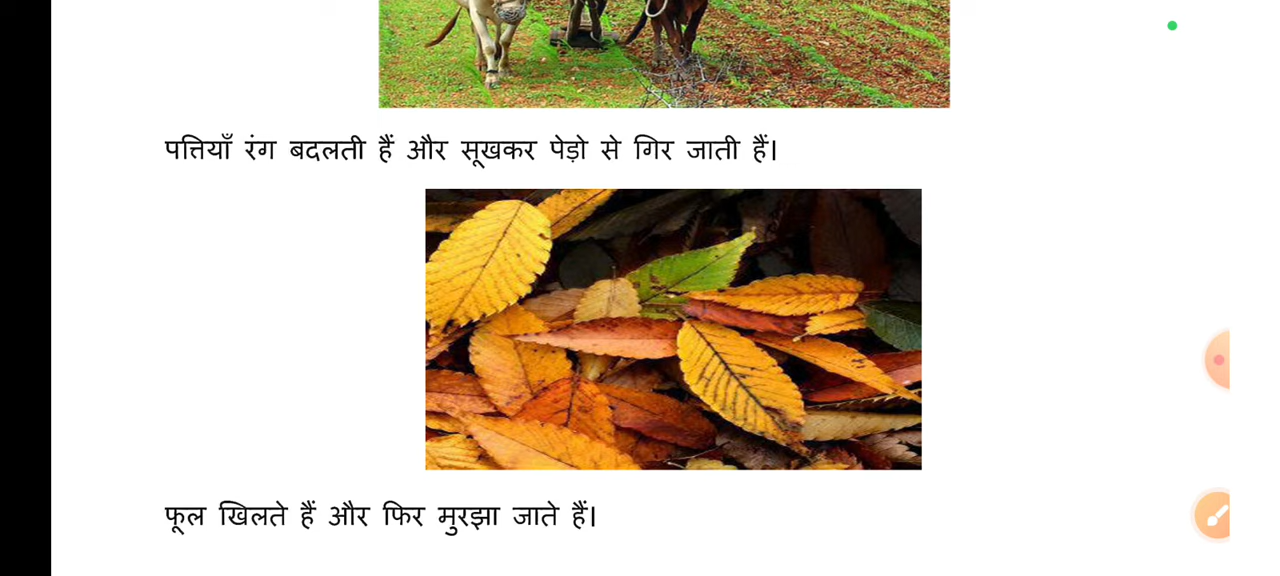 पत्तियाँ रंग बदलती हैं और सूखकर पेड़ो से गिर जाती हैं।
फूल खिलते हैं और फिर मुरझा जाते हैं।